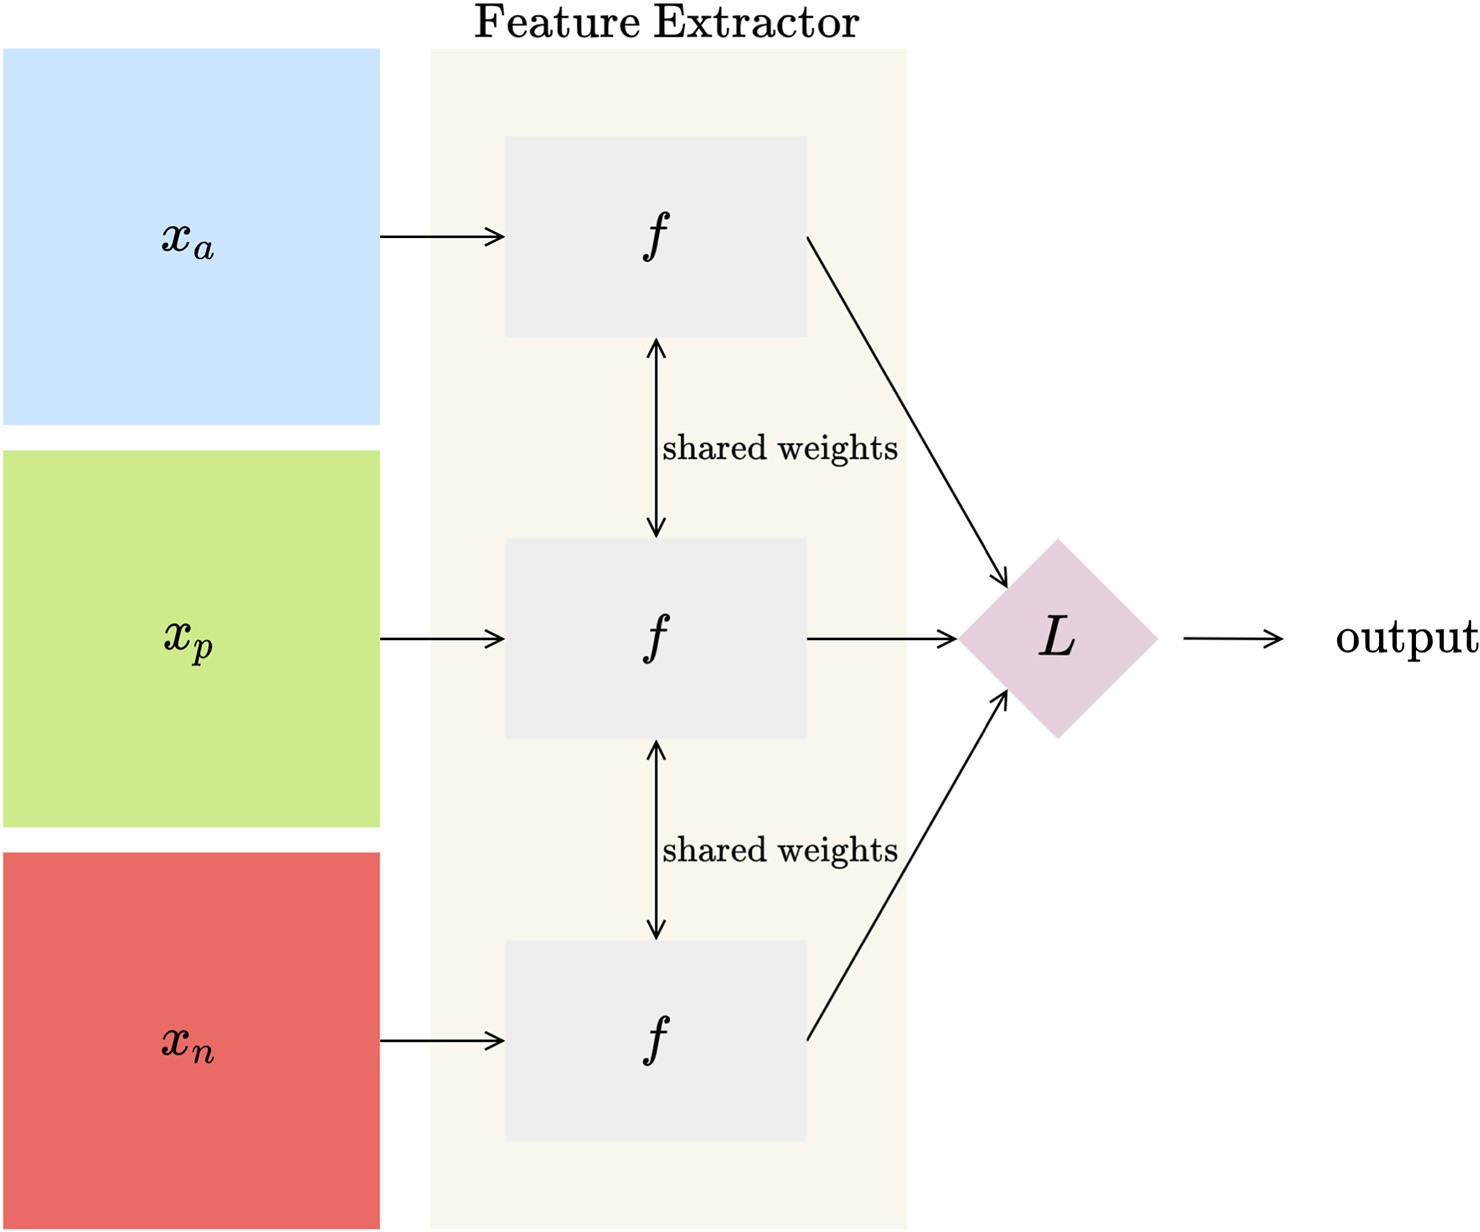 Feature Extractor
x_a
f
shared weights
x_p
f
L
output
shared weights
x_n
f